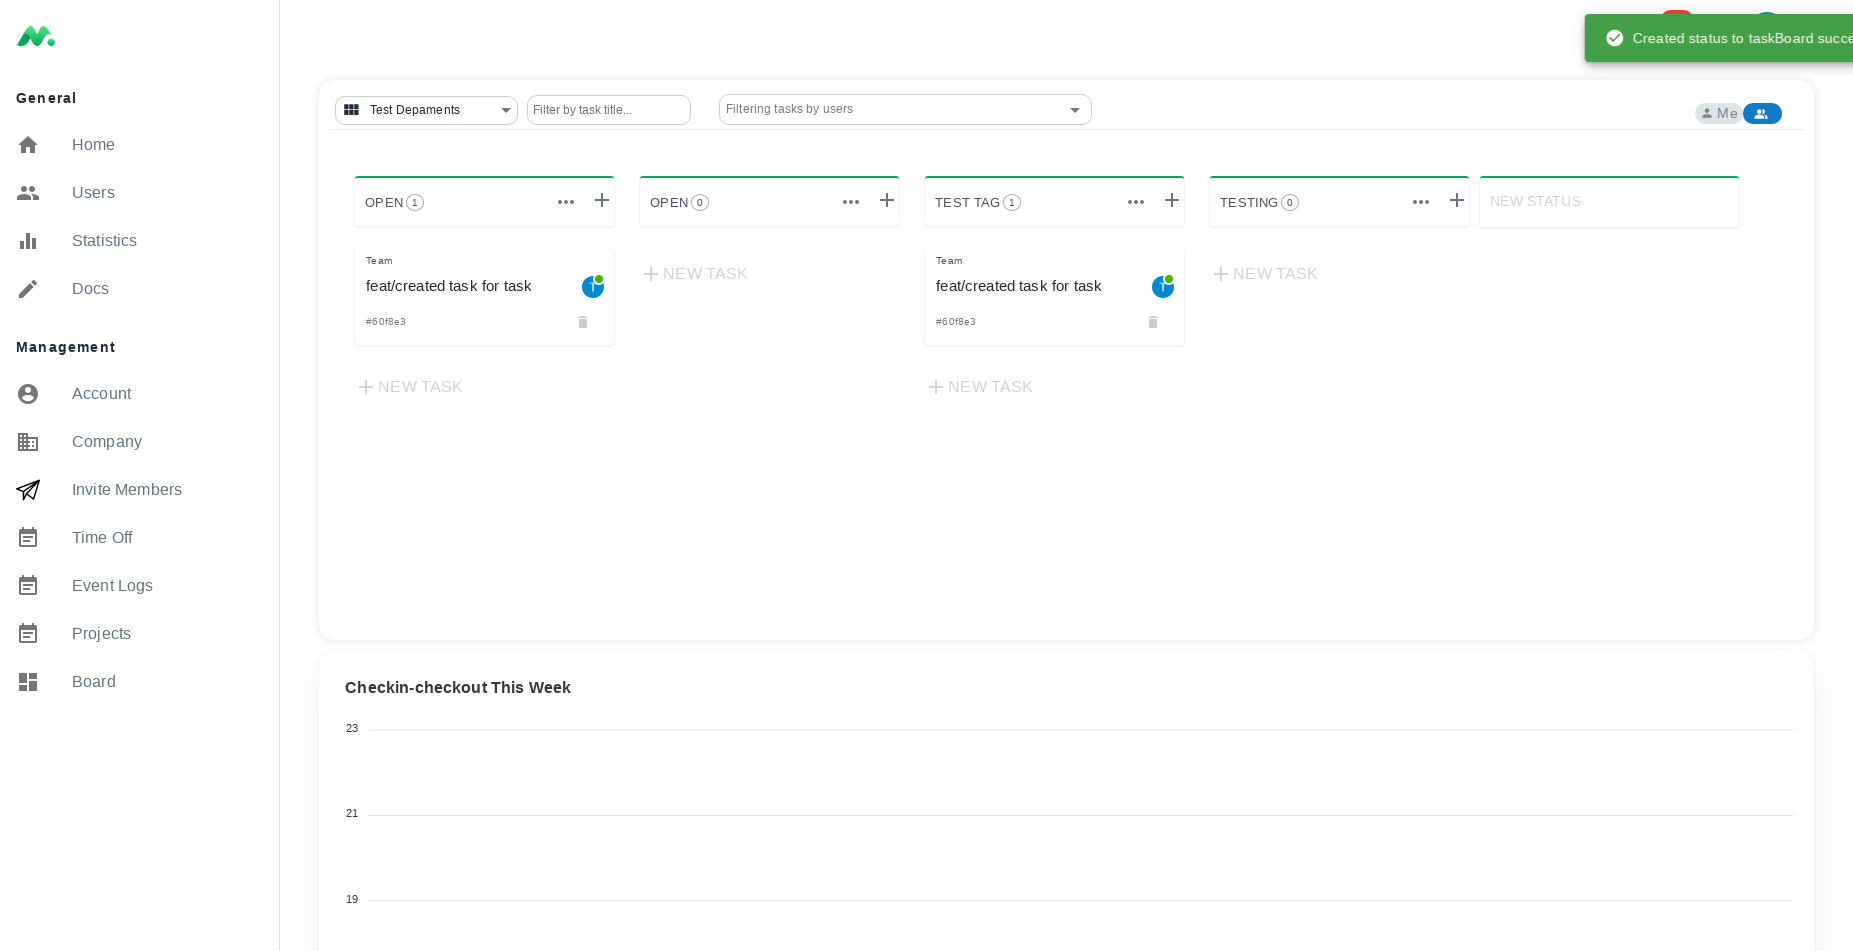 Created status to taskBoard succe
General
Home
Users
Statistics
Docs
Management
Account
Company
Invite Members
Time Off
Event Logs
Projects
Board
Test Depaments
Filter by task title...
Filtering tasks by users
Me
OPEN 1
OPEN 0
TEST TAG 1
TESTING 0
NEW STATUS
Team
feat/created task for task
T
#60f8e3
NEW TASK
NEW TASK
Team
feat/created task for task
T
#60f8e3
NEW TASK
NEW TASK
Checkin-checkout This Week
23
21
19